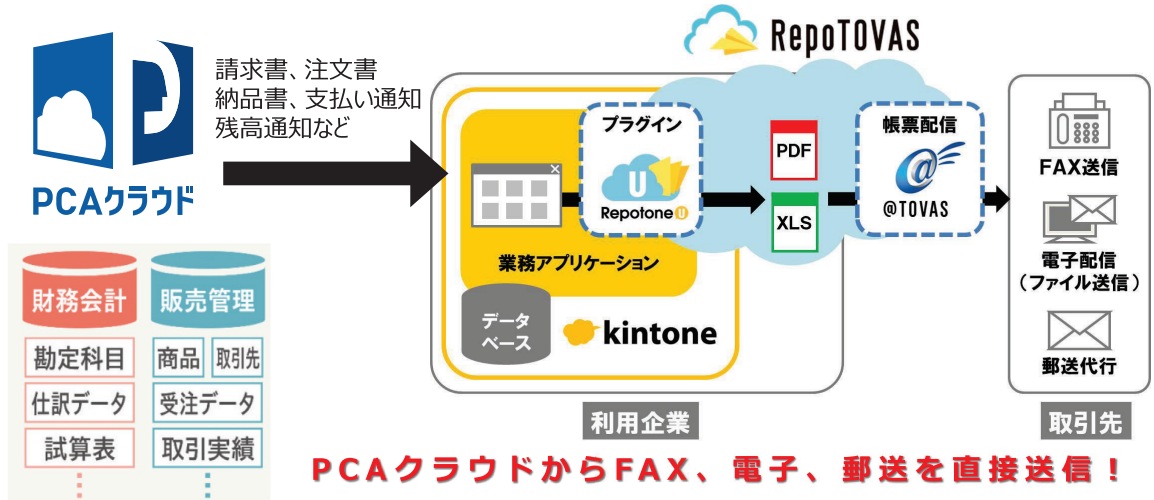 RepoTOVAS
PCAクラウド
請求書、注文書
納品書、支払い通知
残高通知など
財務会計
勘定科目
仕訳データ
試算表
販売管理
商品
取引先
受注データ
取引実績
プラグイン
U
Repotone U
業務アプリケーション
データ
ベース
kintone
PDF
XLS
帳票配信
@TOVAS
利用企業
FAX送信
電子配信
(ファイル送信)
郵送代行
取引先
PCAクラウドからFAX、電子、郵送を直接送信!